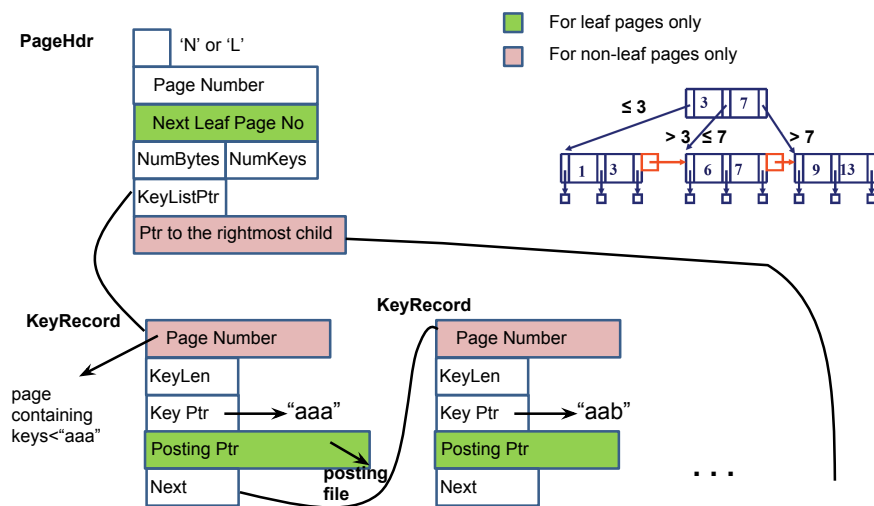 For leaf pages only
For non-leaf pages only
PageHdr
'N' or 'L'
Page Number
Next Leaf Page No
NumBytes NumKeys
KeyListPtr
Ptr to the rightmost child
≤ 3
3 7
> 3 ≤ 7
> 7
1 3
6 7
9 13
KeyRecord
Page Number
KeyLen
Key Ptr
"aaa"
Posting Ptr
posting
file
Next
page
containing
keys<"aaa"
KeyRecord
Page Number
KeyLen
Key Ptr
"aab"
Posting Ptr
Next
. . .